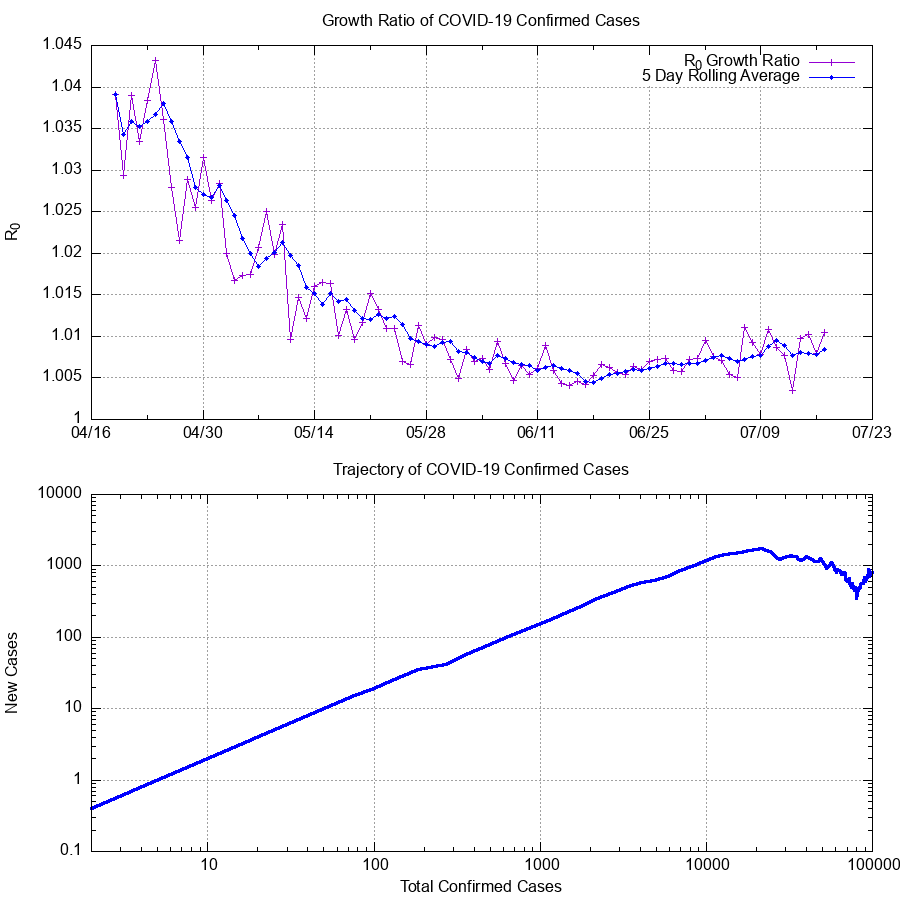 Growth Ratio of COVID-19 Confirmed Cases
R0 Growth Ratio
5 Day Rolling Average
1.045
1.04
1.035
1.03
1.025
1.02
1.015
1.01
1.005
1
R0
04/16 04/30 05/14 05/28 06/11 06/25 07/09 07/23
Trajectory of COVID-19 Confirmed Cases
10000
1000
100
10
1
0.1
New Cases
10 100 1000 10000 100000
Total Confirmed Cases